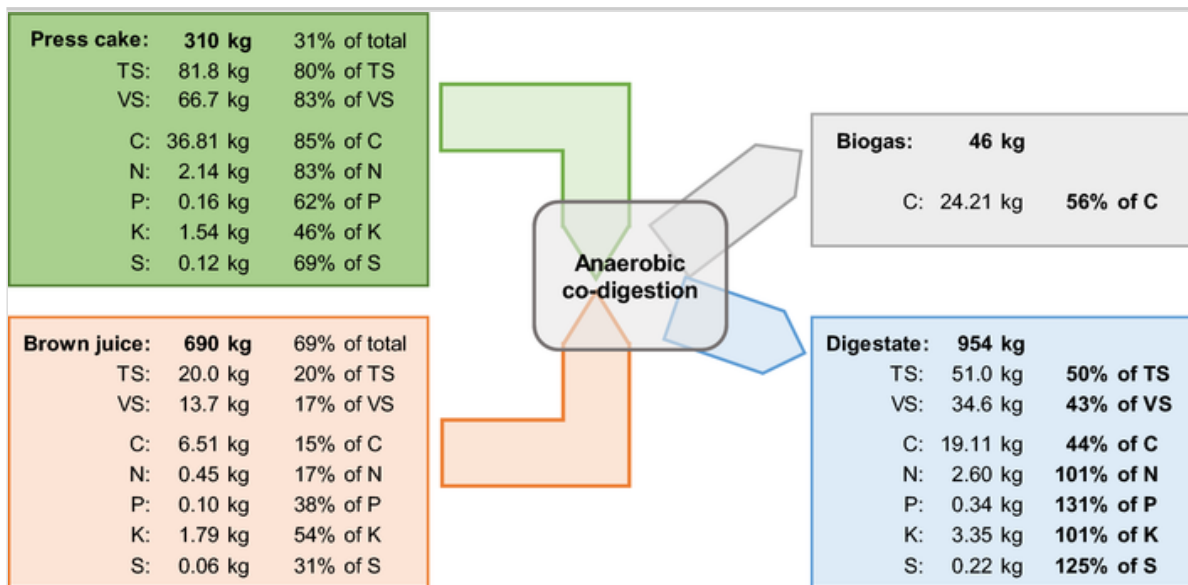 Press cake: 310 kg 31% of total
TS: 81.8 kg 80% of TS
VS: 66.7 kg 83% of VS
C: 36.81 kg 85% of C
N: 2.14 kg 83% of N
P: 0.16 kg 62% of P
K: 1.54 kg 46% of K
S: 0.12 kg 69% of S
Brown juice: 690 kg 69% of total
TS: 20.0 kg 20% of TS
VS: 13.7 kg 17% of VS
C: 6.51 kg 15% of C
N: 0.45 kg 17% of N
P: 0.10 kg 38% of P
K: 1.79 kg 54% of K
S: 0.06 kg 31% of S
Anaerobic
co-digestion
Biogas: 46 kg
C: 24.21 kg 56% of C
Digestate: 954 kg
TS: 51.0 kg 50% of TS
VS: 34.6 kg 43% of VS
C: 19.11 kg 44% of C
N: 2.60 kg 101% of N
P: 0.34 kg 131% of P
K: 3.35 kg 101% of K
S: 0.22 kg 125% of S